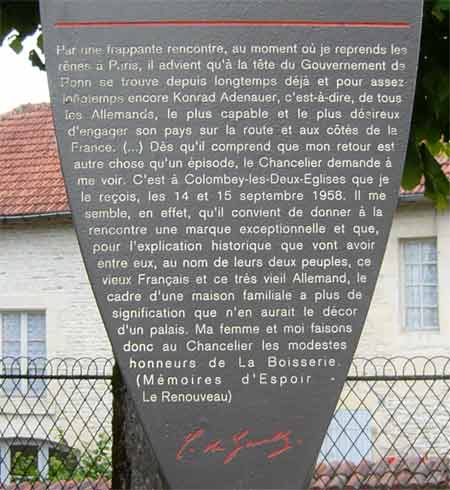 Par une frappante rencontre, au moment où je reprends les
rênes à Paris, il advient qu'à la tête du Gouvernement de
Bonn se trouve depuis longtemps déjà et pour assez
longtemps encore Konrad Adenauer, c'est-à-dire, de tous
les Allemands, le plus capable et le plus désireux
d'engager son pays sur la route et aux côtés de la
France. (...) Dès qu'il comprend que mon retour est
autre chose qu'un épisode, le Chancelier demande à
me voir. C'est à Colombey-les-Deux-Eglises que je
le reçois, les 14 et 15 septembre 1958. Il me
semble, en effet, qu'il convient de donner à la
rencontre une marque exceptionnelle et que,
pour l'explication historique que vont avoir
entre eux, au nom de leurs deux peuples, ce
vieux Français et ce très vieil Allemand, le
cadre d'une maison familiale a plus de
signification que n'en aurait le décor
d'un palais. Ma femme et moi faisons
donc au Chancelier les modestes
honneurs de La Boisserie.
(Mémoires d'Espoir -
Le Renouveau)
C. de Gaulle.